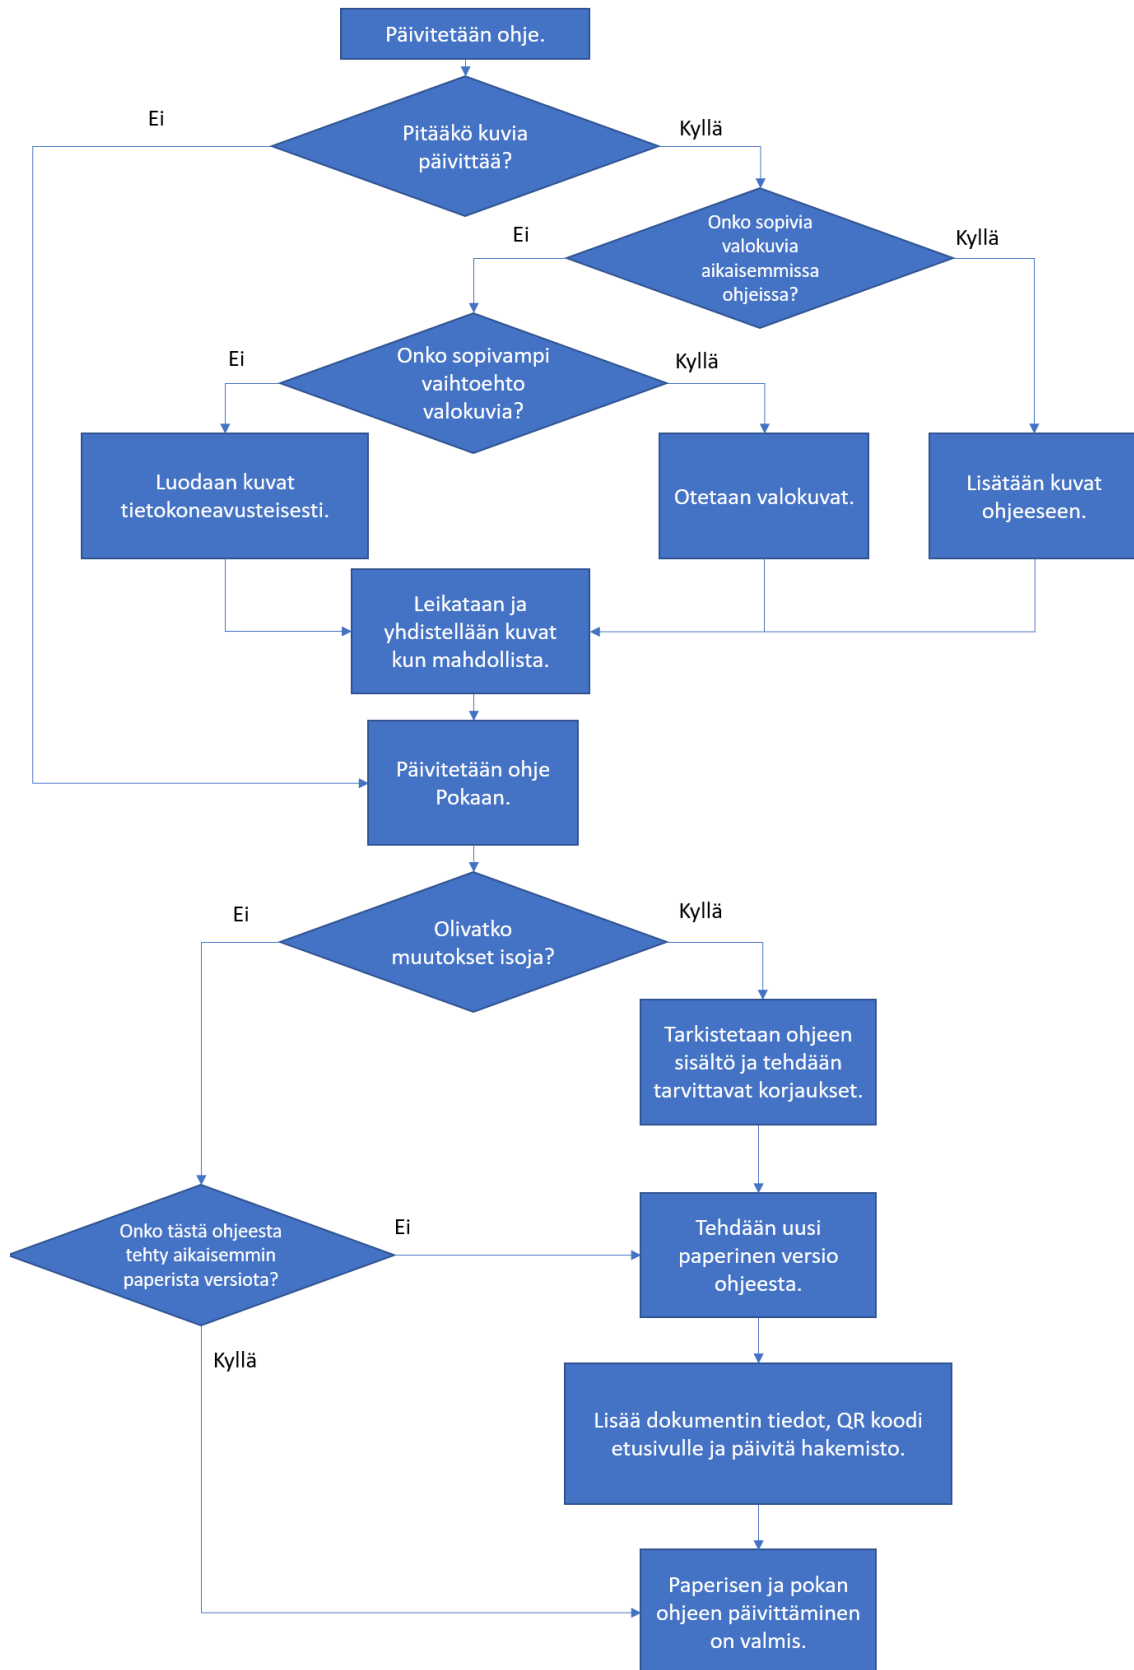 Päivitetään ohje.
Ei
Kyllä
Pitääkö kuvia
päivittää?
Ei
Kyllä
Onko sopivia
valokuvia
aikaisemmissa
ohjeissa?
Ei
Kyllä
Onko sopivampi
vaihtoehto
valokuvia?
Luodaan kuvat
tietokoneavusteisesti.
Otetaan valokuvat.
Lisätään kuvat
ohjeeseen.
Leikataan ja
yhdistellään kuvat
kun mahdollista.
Päivitetään ohje
Pokaan.
Ei
Kyllä
Olivatko
muutokset isoja?
Tarkistetaan ohjeen
sisältö ja tehdään
tarvittavat korjaukset.
Onko tästä ohjeesta
tehty aikaisemmin
paperista versiota?
Ei
Tehdään uusi
paperinen versio
ohjeesta.
Kyllä
Lisää dokumentin tiedot, QR koodi
etusivulle ja päivitä hakemisto.
Paperisen ja pokan
ohjeen päivittäminen
on valmis.